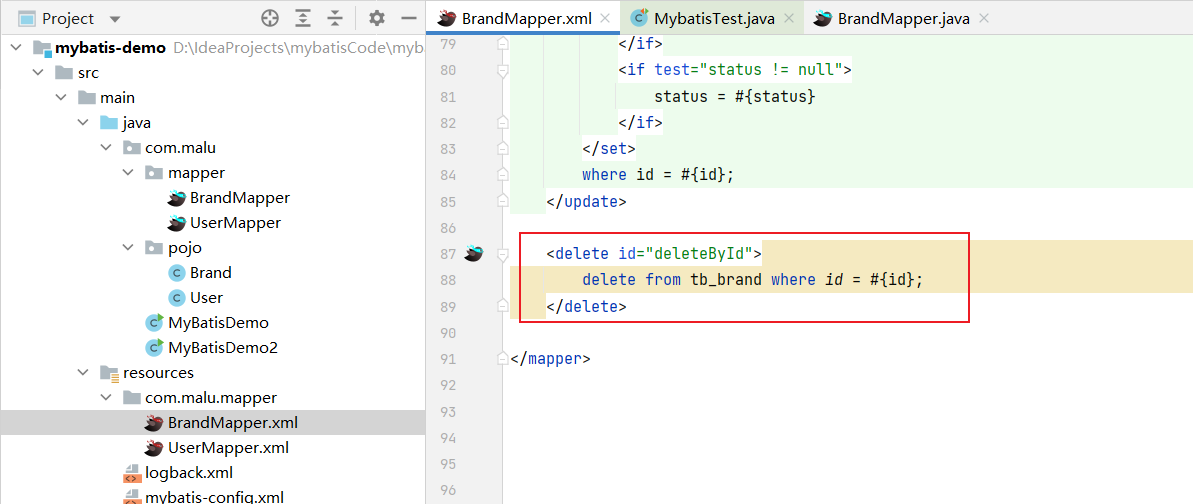 Project
mybatis-demo D:\IdeaProjects\mybatisCode\myb
src
main
java
com.malu
mapper
BrandMapper
UserMapper
pojo
Brand
User
MyBatisDemo
MyBatisDemo2
resources
com.malu.mapper
BrandMapper.xml
UserMapper.xml
logback.xml
mybatis-config.xml
BrandMapper.xml
MybatisTest.java
BrandMapper.java
79 </if>
80 <if test="status != null">
81 status = #{status}
82 </if>
83 </set>
84 where id = #{id};
85 </update>
86
87 <delete id="deleteById">
88 delete from tb_brand where id = #{id};
89 </delete>
90
91 </mapper>
92
93
94
95
96